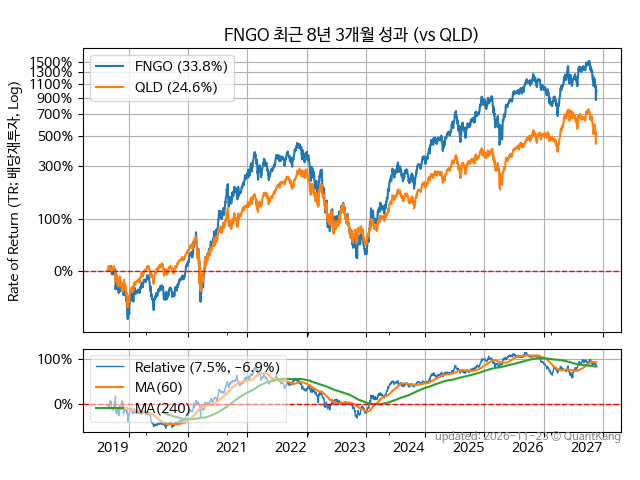 FNGO 최근 8년 3개월 성과 (vs QLD)
Rate of Return (TR; 배당재투자, Log)
1500%
1300%
1100%
900%
700%
500%
300%
100%
0%
FNGO (33.8%)
QLD (24.6%)
100%
0%
Relative (7.5%, −6.9%)
MA(60)
MA(240)
2019 2020 2021 2022 2023 2024 2025 2026 2027
updated: 2026-11-23 © QuantKang